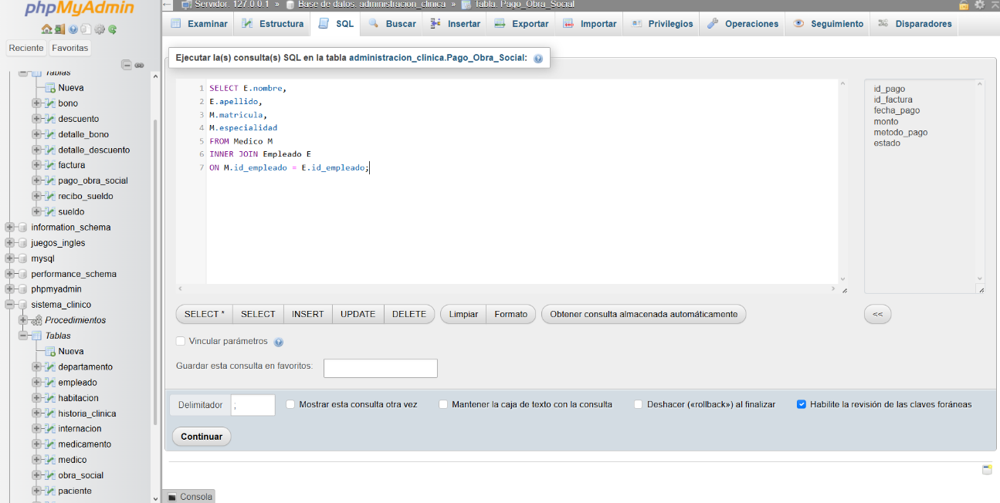 phpMyAdmin
Servidor: 127.0.0.1 » Base de datos: administracion_clinica » Tabla: Pago_Obra_Social
Examinar Estructura SQL Buscar Insertar Exportar Importar Privilegios Operaciones Seguimiento Disparadores
Reciente Favoritas
Tablas
Nueva
bono
descuento
detalle_bono
detalle_descuento
factura
pago_obra_social
recibo_sueldo
sueldo
information_schema
juegos_ingles
mysql
performance_schema
phpmyadmin
sistema_clinico
Procedimientos
Tablas
Nueva
departamento
empleado
habitacion
historia_clinica
internacion
medicamento
medico
obra_social
paciente
Ejecutar la(s) consulta(s) SQL en la tabla administracion_clinica.Pago_Obra_Social:
1 SELECT E.nombre,
2 E.apellido,
3 M.matricula,
4 M.especialidad
5 FROM Medico M
6 INNER JOIN Empleado E
7 ON M.id_empleado = E.id_empleado;
id_pago
id_factura
fecha_pago
monto
metodo_pago
estado
SELECT * SELECT INSERT UPDATE DELETE Limpiar Formato Obtener consulta almacenada automáticamente <<
Vincular parámetros
Guardar esta consulta en favoritos:
Delimitador ; Mostrar esta consulta otra vez Mantener la caja de texto con la consulta Deshacer («rollback») al finalizar Habilite la revisión de las claves foráneas
Continuar
Consola